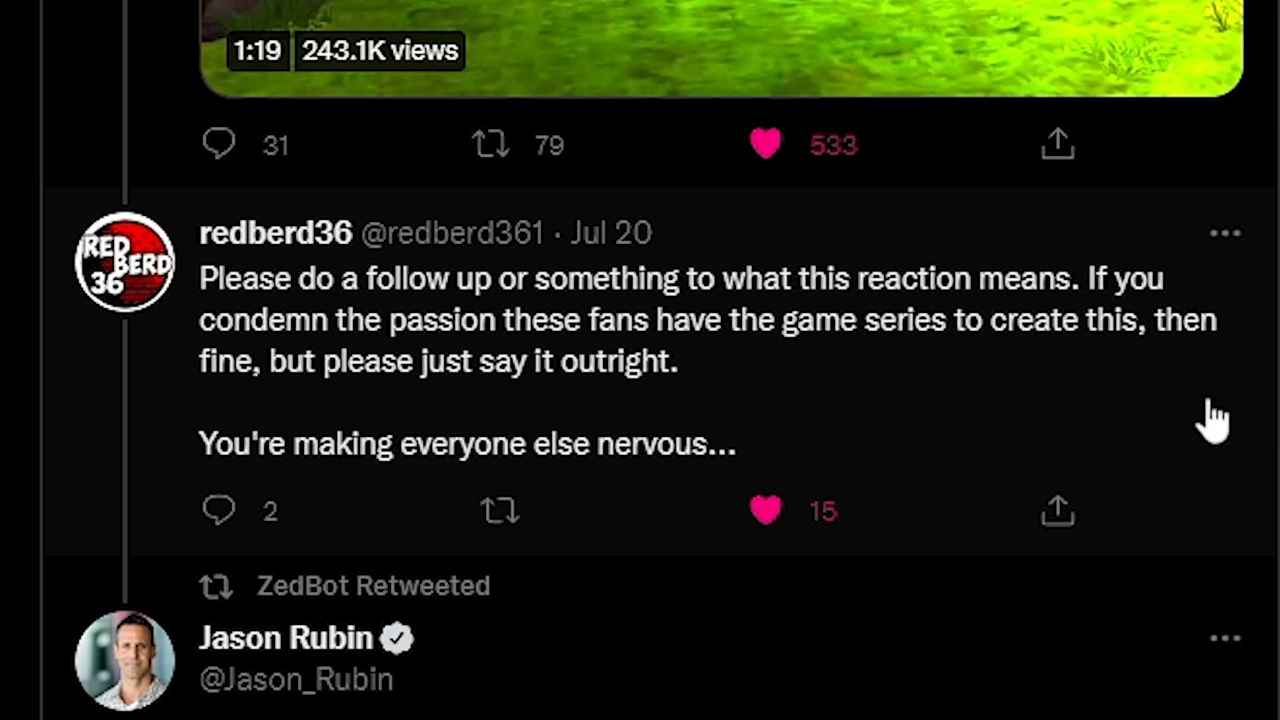 1:19 243.1K views
31 79 533
redberd36 @redberd361 · Jul 20
RED
BERD
36
Please do a follow up or something to what this reaction means. If you
condemn the passion these fans have the game series to create this, then
fine, but please just say it outright.
You're making everyone else nervous...
2 15
ZedBot Retweeted
Jason Rubin
@Jason_Rubin